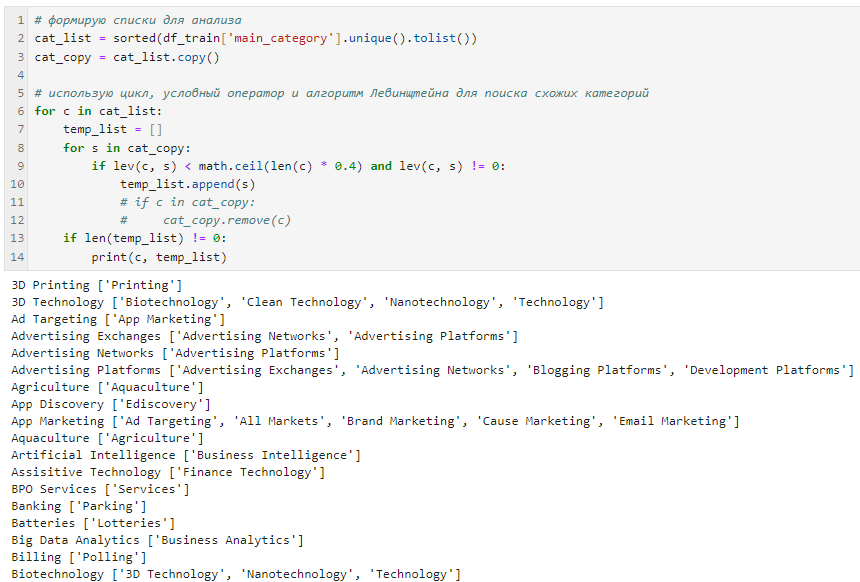 1 # формирую списки для анализа
2 cat_list = sorted(df_train['main_category'].unique().tolist())
3 cat_copy = cat_list.copy()
4
5 # использую цикл, условный оператор и алгоритм Левинштейна для поиска схожих категорий
6 for c in cat_list:
7     temp_list = []
8     for s in cat_copy:
9         if lev(c, s) < math.ceil(len(c) * 0.4) and lev(c, s) != 0:
10             temp_list.append(s)
11             # if c in cat_copy:
12             #     cat_copy.remove(c)
13     if len(temp_list) != 0:
14         print(c, temp_list)
3D Printing ['Printing']
3D Technology ['Biotechnology', 'Clean Technology', 'Nanotechnology', 'Technology']
Ad Targeting ['App Marketing']
Advertising Exchanges ['Advertising Networks', 'Advertising Platforms']
Advertising Networks ['Advertising Platforms']
Advertising Platforms ['Advertising Exchanges', 'Advertising Networks', 'Blogging Platforms', 'Development Platforms']
Agriculture ['Aquaculture']
App Discovery ['Ediscovery']
App Marketing ['Ad Targeting', 'All Markets', 'Brand Marketing', 'Cause Marketing', 'Email Marketing']
Aquaculture ['Agriculture']
Artificial Intelligence ['Business Intelligence']
Assisitive Technology ['Finance Technology']
BPO Services ['Services']
Banking ['Parking']
Batteries ['Lotteries']
Big Data Analytics ['Business Analytics']
Billing ['Polling']
Biotechnology ['3D Technology', 'Nanotechnology', 'Technology']